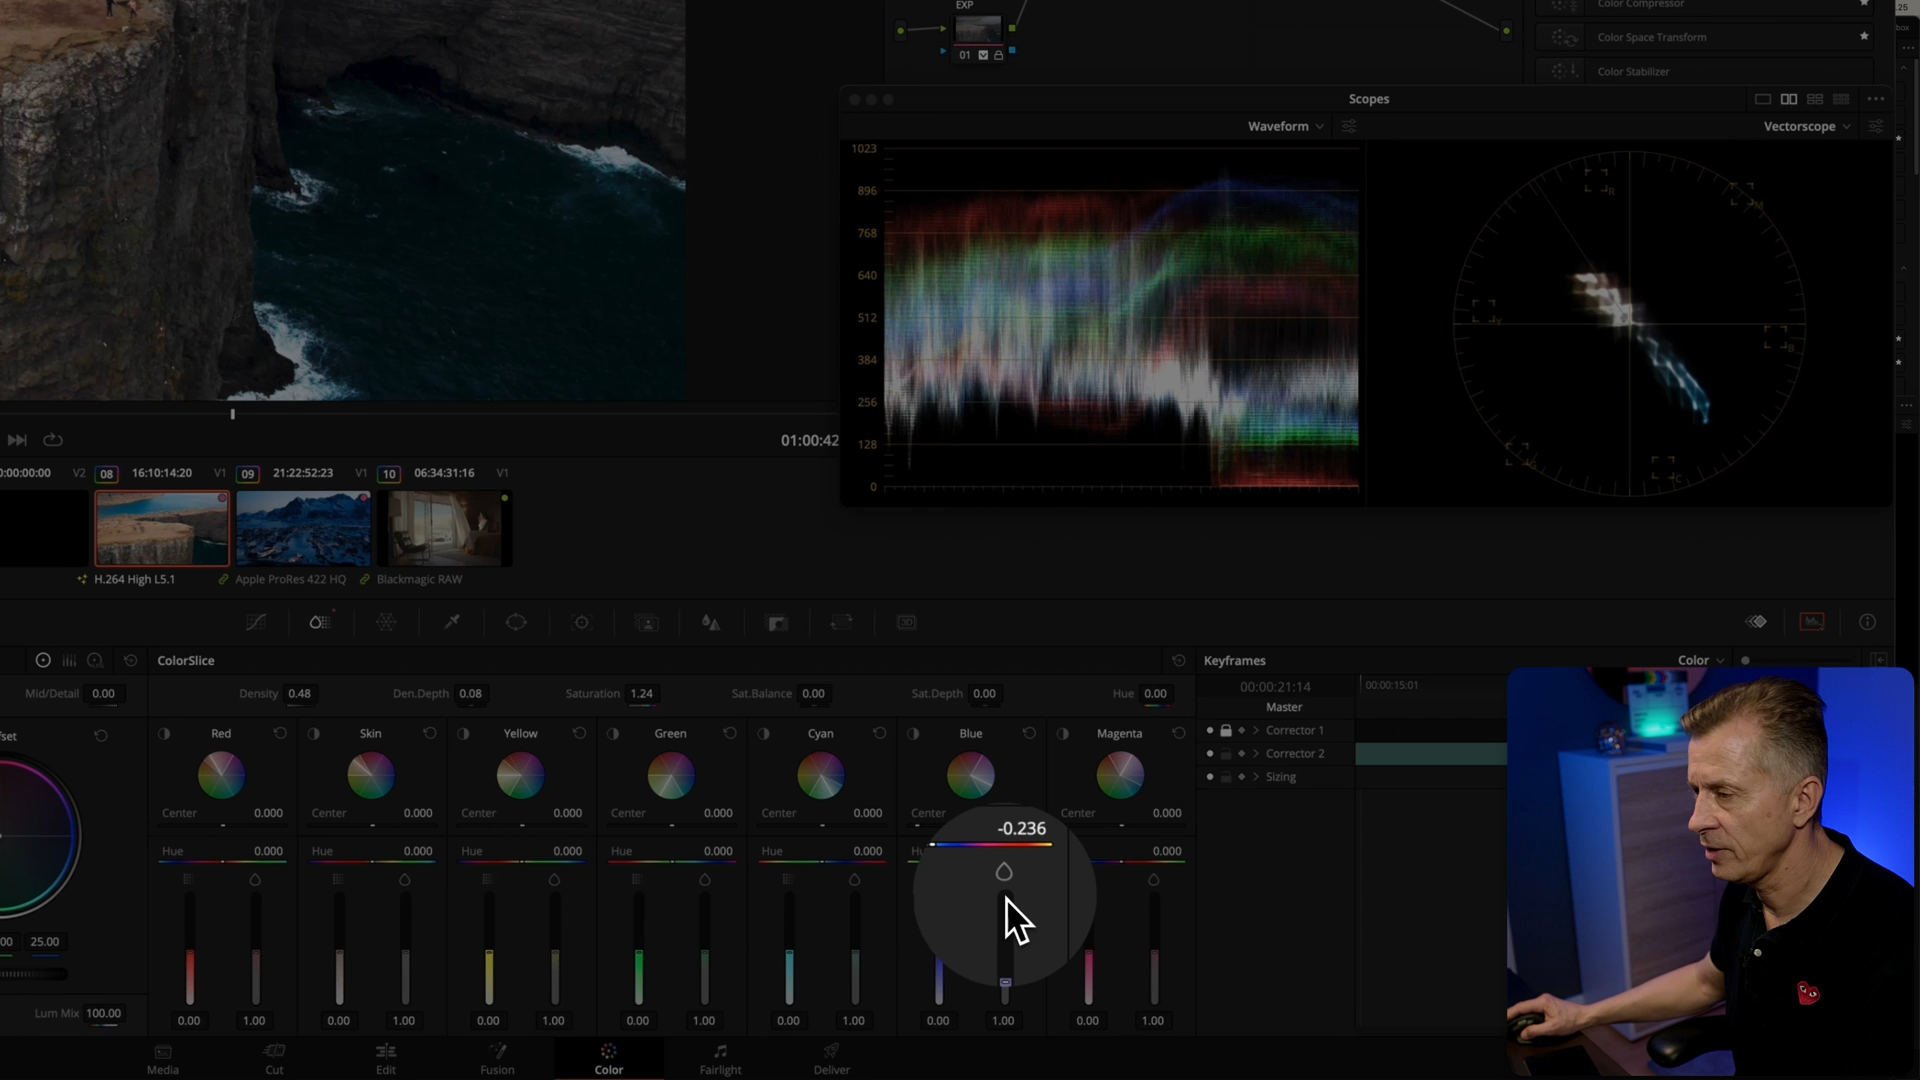 EXP
01
Color Compressor
Color Space Transform
Color Stabilizer
.25
box
Scopes
Waveform
Vectorscope
1023
896
768
640
512
384
256
128
0
R
M
Y
B
G
C
01:00:42
0:00:00:00
V2
08
16:10:14:20
V1
09
21:22:52:23
V1
10
06:34:31:16
V1
H.264 High L5.1
Apple ProRes 422 HQ
Blackmagic RAW
3D
ColorSlice
Mid/Detail 0.00
Density 0.48
Den.Depth 0.08
Saturation 1.24
Sat.Balance 0.00
Sat.Depth 0.00
Hue 0.00
fset
Red
Skin
Yellow
Green
Cyan
Blue
Magenta
Center 0.000
Center 0.000
Center 0.000
Center 0.000
Center 0.000
Center
-0.236
Hue 0.000
Hue 0.000
Hue 0.000
Hue 0.000
Hue 0.000
Hu
0.000
00 25.00
Lum Mix 100.00
0.00 1.00
0.00 1.00
0.00 1.00
0.00 1.00
0.00 1.00
0.00 1.00
0.00 1.00
Keyframes
Color
00:00:21:14
00:00:15:01
Master
Corrector 1
Corrector 2
Sizing
Media
Cut
Edit
Fusion
Color
Fairlight
Deliver